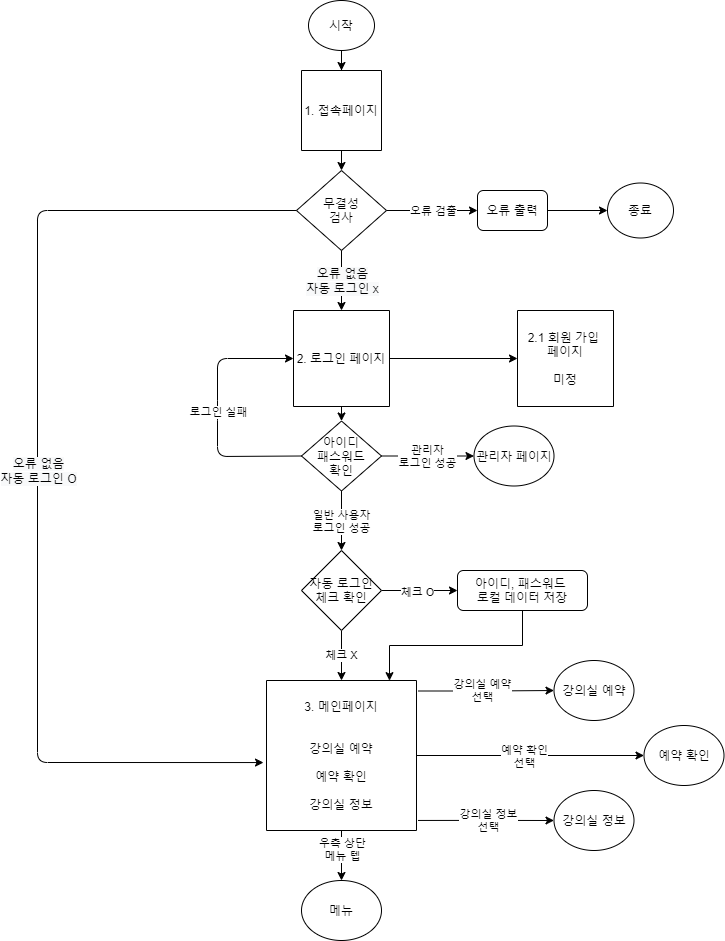 시작
1. 접속페이지
무결성
검사
오류 검출
오류 출력
종료
오류 없음
자동 로그인 x
2. 로그인 페이지
2.1 회원 가입
페이지
미정
로그인 실패
아이디
패스워드
확인
관리자
로그인 성공
관리자 페이지
오류 없음
자동 로그인 O
일반 사용자
로그인 성공
자동 로그인
체크 확인
체크 O
아이디, 패스워드
로컬 데이터 저장
체크 X
3. 메인페이지
강의실 예약
예약 확인
강의실 정보
강의실 예약
선택
강의실 예약
예약 확인
선택
예약 확인
강의실 정보
선택
강의실 정보
우측 상단
메뉴 텝
메뉴